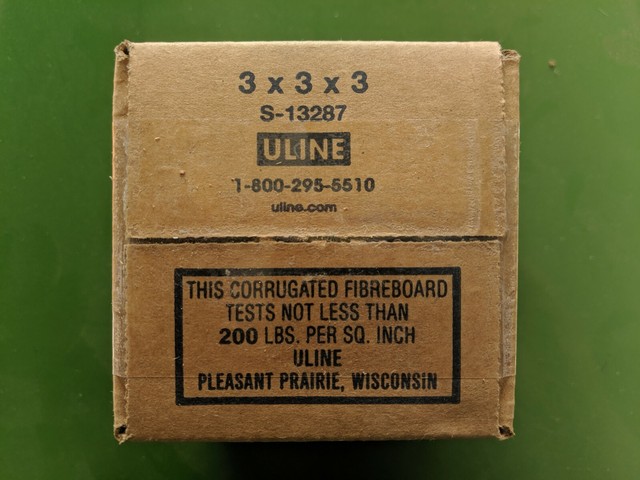 3 x 3 x 3
S-13287
ULINE
1-800-295-5510
uline.com
THIS CORRUGATED FIBREBOARD
TESTS NOT LESS THAN
200 LBS. PER SQ. INCH
ULINE
PLEASANT PRAIRIE, WISCONSIN